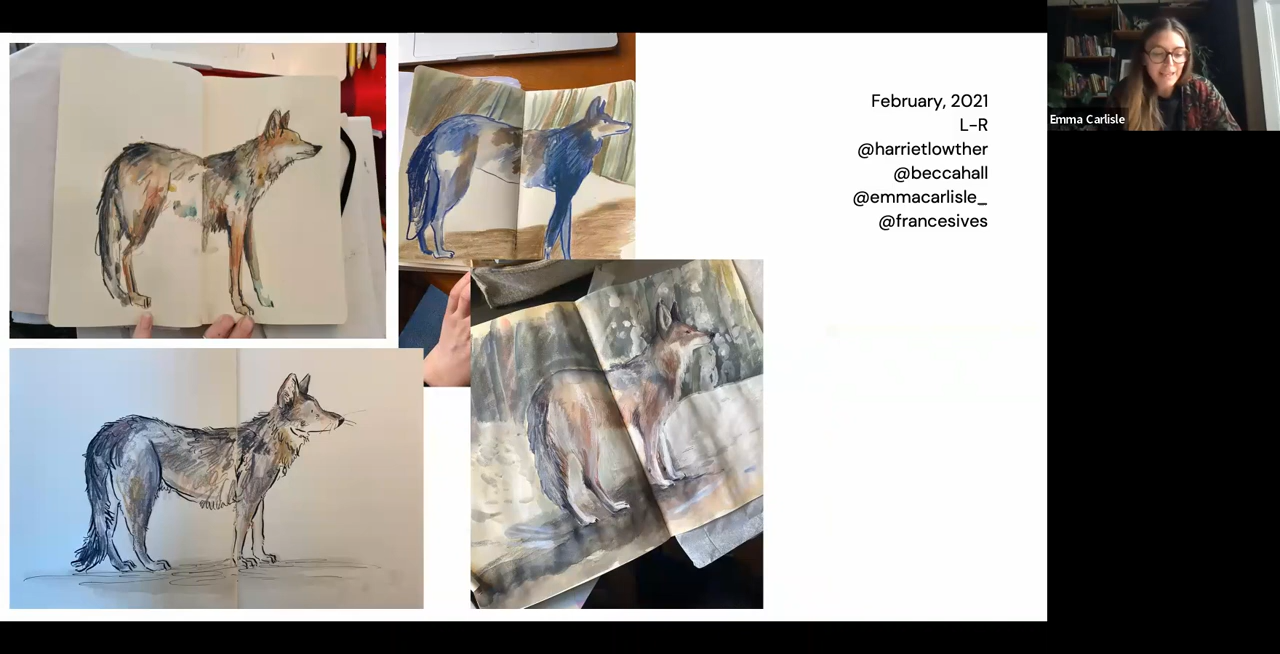 February, 2021
L-R
@harrietlowther
@beccahall
@emmacarlisle_
@francesives
Emma Carlisle